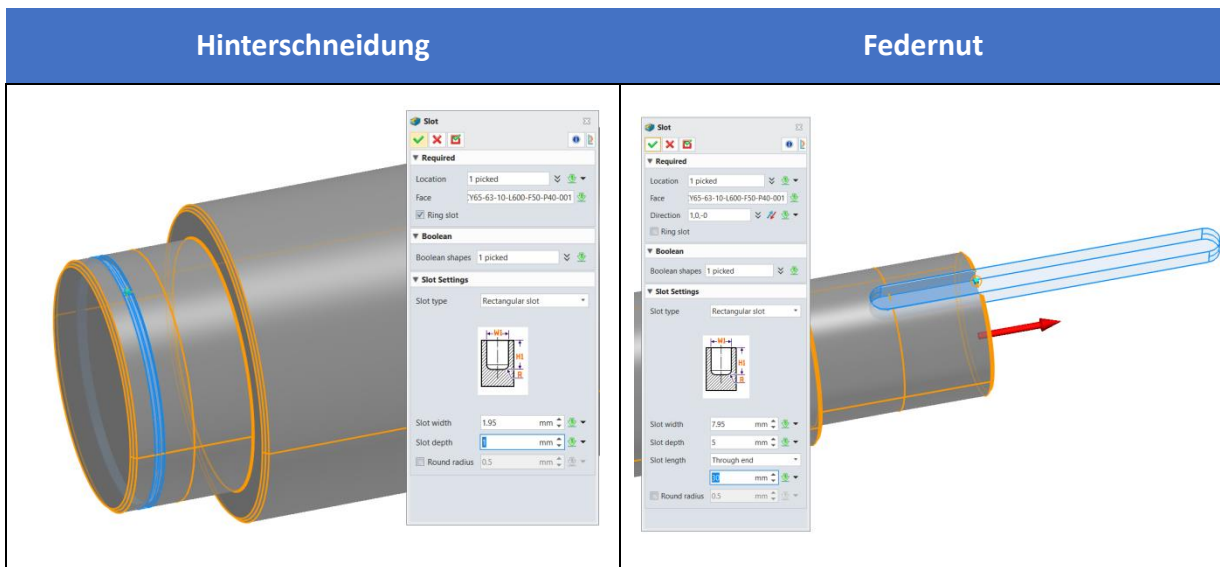 Hinterschneidung
Federnut
Slot
Required
Location 1 picked
Face Y65-63-10-L600-F50-P40-001
Ring slot
Boolean
Boolean shapes 1 picked
Slot Settings
Slot type Rectangular slot
W1
H1
R
Slot width 1.95 mm
Slot depth 1 mm
Round radius 0.5 mm
Slot
Required
Location 1 picked
Face Y65-63-10-L600-F50-P40-001
Direction 1,0,-0
Ring slot
Boolean
Boolean shapes 1 picked
Slot Settings
Slot type Rectangular slot
W1
H1
R
Slot width 7.95 mm
Slot depth 5 mm
Slot length Through end
30 mm
Round radius 0.5 mm